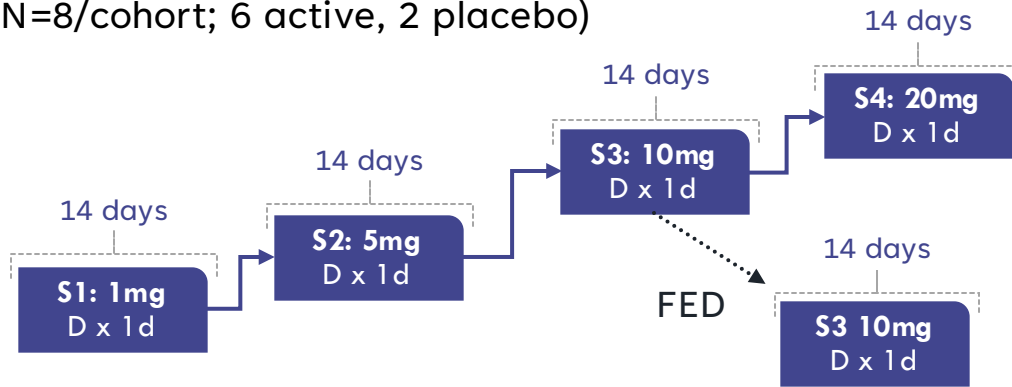 N=8/cohort; 6 active, 2 placebo)
14 days
S1: 1mg
D x 1d
14 days
S2: 5mg
D x 1d
14 days
S3: 10mg
D x 1d
14 days
S4: 20mg
D x 1d
FED
14 days
S3 10mg
D x 1d